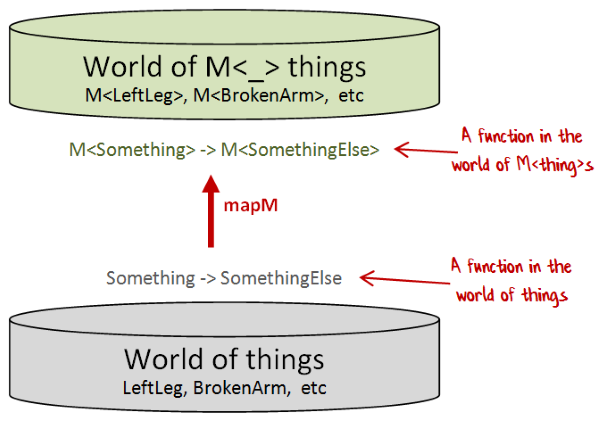 World of M<_> things
M<LeftLeg>, M<BrokenArm>, etc
M<Something> -> M<SomethingElse>
A function in the
world of M<thing>s
mapM
Something -> SomethingElse
A function in the
world of things
World of things
LeftLeg, BrokenArm, etc